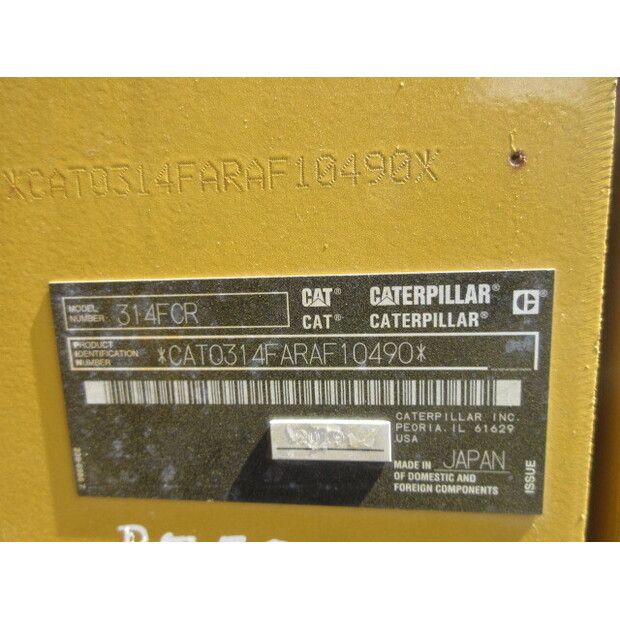 *CAT0314FARAF10490*
MODEL NUMBER 314FCR
CAT® CATERPILLAR®
CAT® CATERPILLAR®
PRODUCT IDENTIFICATION NUMBER *CAT0314FARAF10490*
CATERPILLAR INC.
PEORIA, IL 61629
USA
MADE IN JAPAN
OF DOMESTIC AND
FOREIGN COMPONENTS
ISSUE